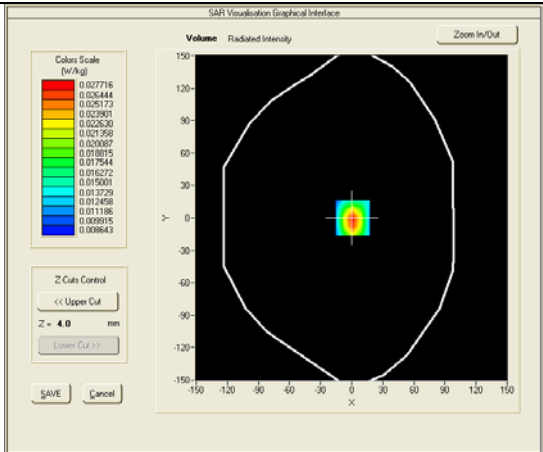 SAR Visualisation Graphical Interface
Volume Radiated Intensity
Zoom In/Out
Colors Scale
(W/kg)
0.027716
0.026444
0.025173
0.023901
0.022630
0.021358
0.020087
0.018815
0.017544
0.016272
0.015001
0.013729
0.012458
0.011186
0.009915
0.008643
Z Cuts Control
<< Upper Cut
Z = 4.0 mm
Lower Cut >>
SAVE Cancel
150
120
90
60
30
0
-30
-60
-90
-120
-150
Y
-150 -120 -90 -60 -30 0 30 60 90 120 150
X